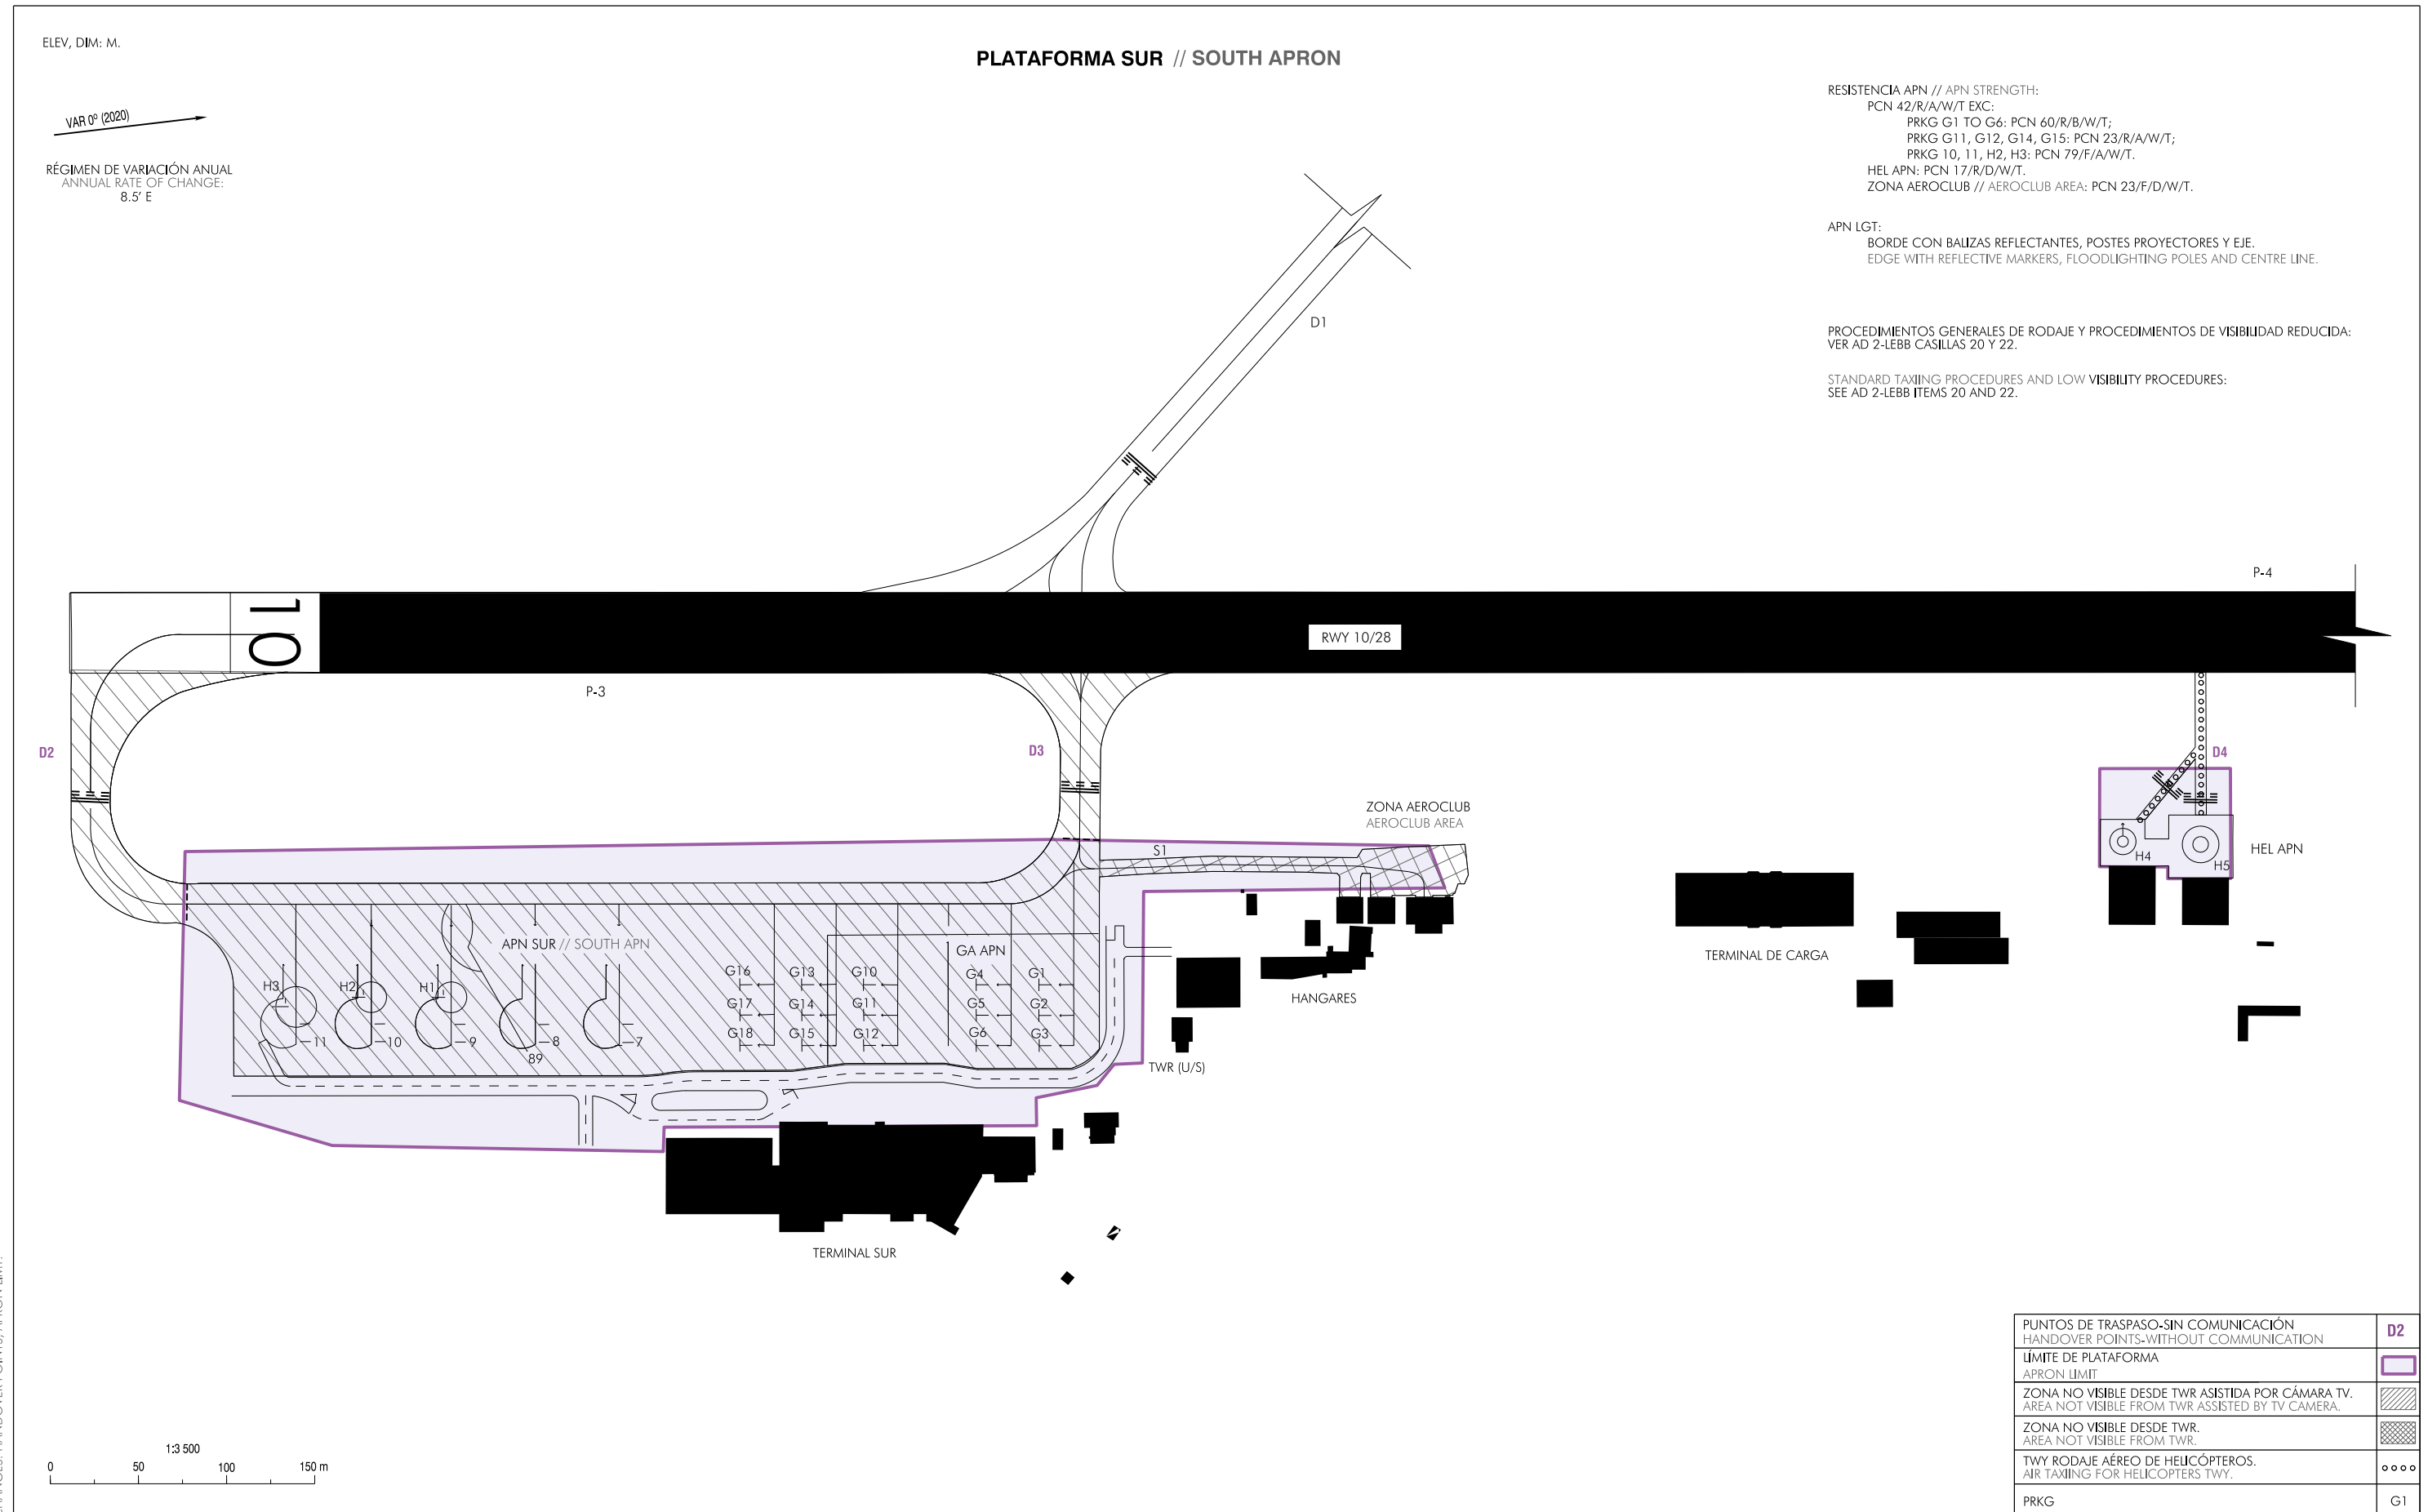 ELEV, DIM: M.
PLATAFORMA SUR // SOUTH APRON
VAR 0º (2020)
RÉGIMEN DE VARIACIÓN ANUAL
ANNUAL RATE OF CHANGE:
8.5' E
RESISTENCIA APN // APN STRENGTH:
PCN 42/R/A/W/T EXC:
PRKG G1 TO G6: PCN 60/R/B/W/T;
PRKG G11, G12, G14, G15: PCN 23/R/A/W/T;
PRKG 10, 11, H2, H3: PCN 79/F/A/W/T.
HEL APN: PCN 17/R/D/W/T.
ZONA AEROCLUB // AEROCLUB AREA: PCN 23/F/D/W/T.
APN LGT:
BORDE CON BALIZAS REFLECTANTES, POSTES PROYECTORES Y EJE.
EDGE WITH REFLECTIVE MARKERS, FLOODLIGHTING POLES AND CENTRE LINE.
PROCEDIMIENTOS GENERALES DE RODAJE Y PROCEDIMIENTOS DE VISIBILIDAD REDUCIDA:
VER AD 2-LEBB CASILLAS 20 Y 22.
STANDARD TAXIING PROCEDURES AND LOW VISIBILITY PROCEDURES:
SEE AD 2-LEBB ITEMS 20 AND 22.
D1
P-4
10
RWY 10/28
P-3
D2
D3
D4
ZONA AEROCLUB
AEROCLUB AREA
S1
H4
H5
HEL APN
APN SUR // SOUTH APN
GA APN
G16
G13
G10
G4
G1
H3
H2
H1
G17
G14
G11
G5
G2
G18
G15
G12
G6
G3
11
10
9
8
7
89
TERMINAL DE CARGA
HANGARES
TWR (U/S)
TERMINAL SUR
PUNTOS DE TRASPASO-SIN COMUNICACIÓN
HANDOVER POINTS-WITHOUT COMMUNICATION
D2
LÍMITE DE PLATAFORMA
APRON LIMIT
ZONA NO VISIBLE DESDE TWR ASISTIDA POR CÁMARA TV.
AREA NOT VISIBLE FROM TWR ASSISTED BY TV CAMERA.
ZONA NO VISIBLE DESDE TWR.
AREA NOT VISIBLE FROM TWR.
TWY RODAJE AÉREO DE HELICÓPTEROS.
AIR TAXIING FOR HELICOPTERS TWY.
PRKG
G1
1:3 500
0 50 100 150 m